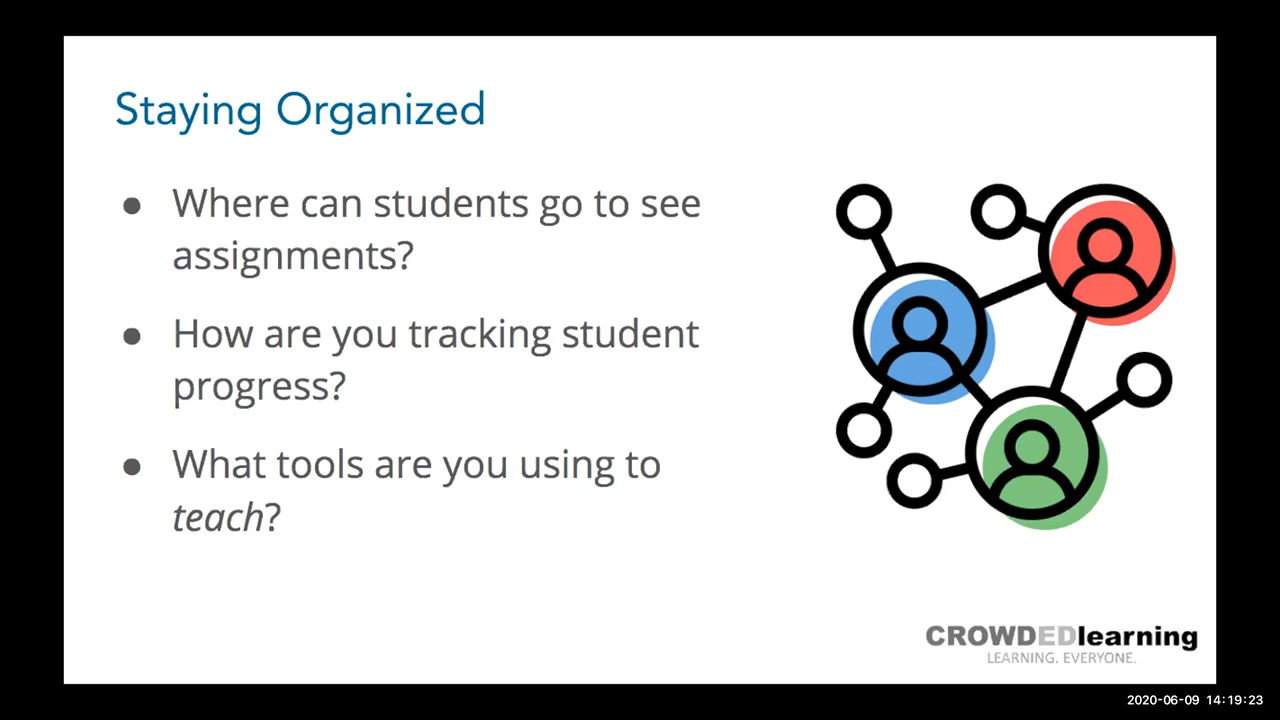 Staying Organized
● Where can students go to see
assignments?
● How are you tracking student
progress?
● What tools are you using to
teach?
CROWDEDlearning
LEARNING. EVERYONE.
2020-06-09 14:19:23